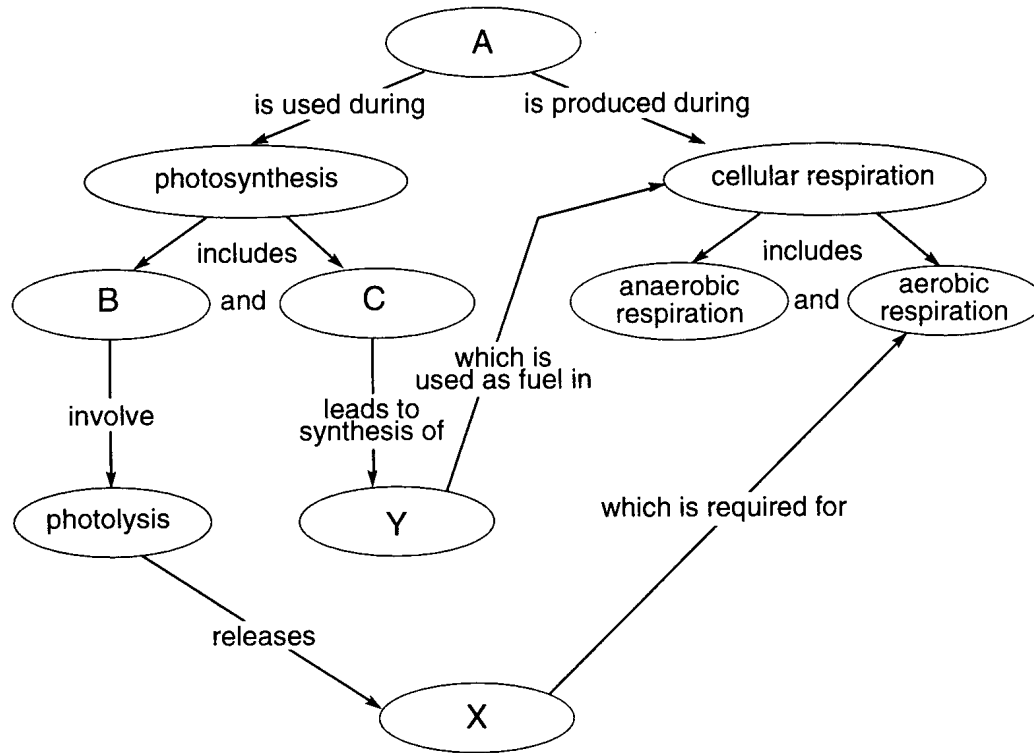 A
is used during
is produced during
photosynthesis
cellular respiration
includes
includes
B
and
C
anaerobic
respiration
and
aerobic
respiration
which is
used as fuel in
involve
leads to
synthesis of
photolysis
Y
which is required for
releases
X